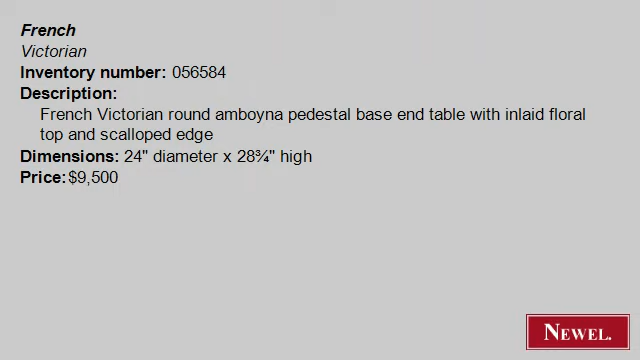 French
Victorian
Inventory number: 056584
Description:
French Victorian round amboyna pedestal base end table with inlaid floral
top and scalloped edge
Dimensions: 24" diameter x 28¾" high
Price:$9,500
NEWEL.